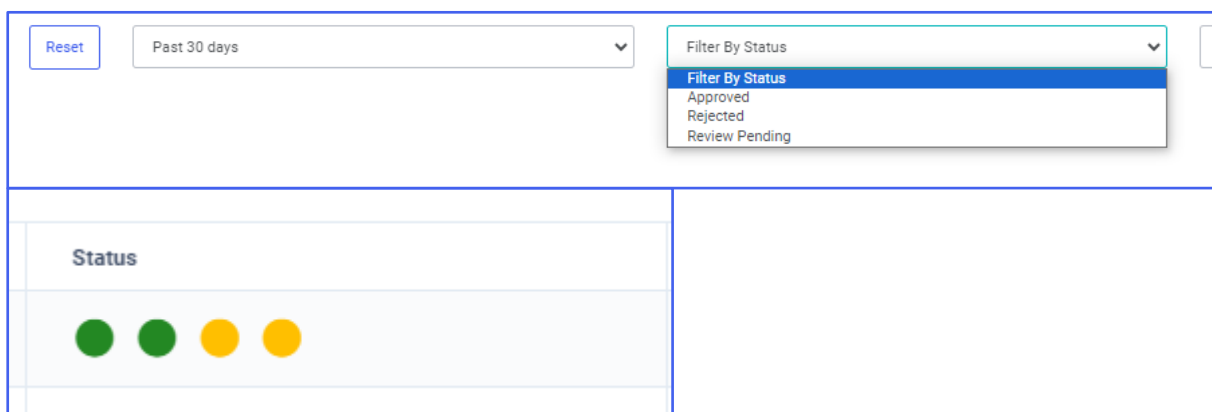 Reset
Past 30 days
Filter By Status
Filter By Status
Approved
Rejected
Review Pending
Status